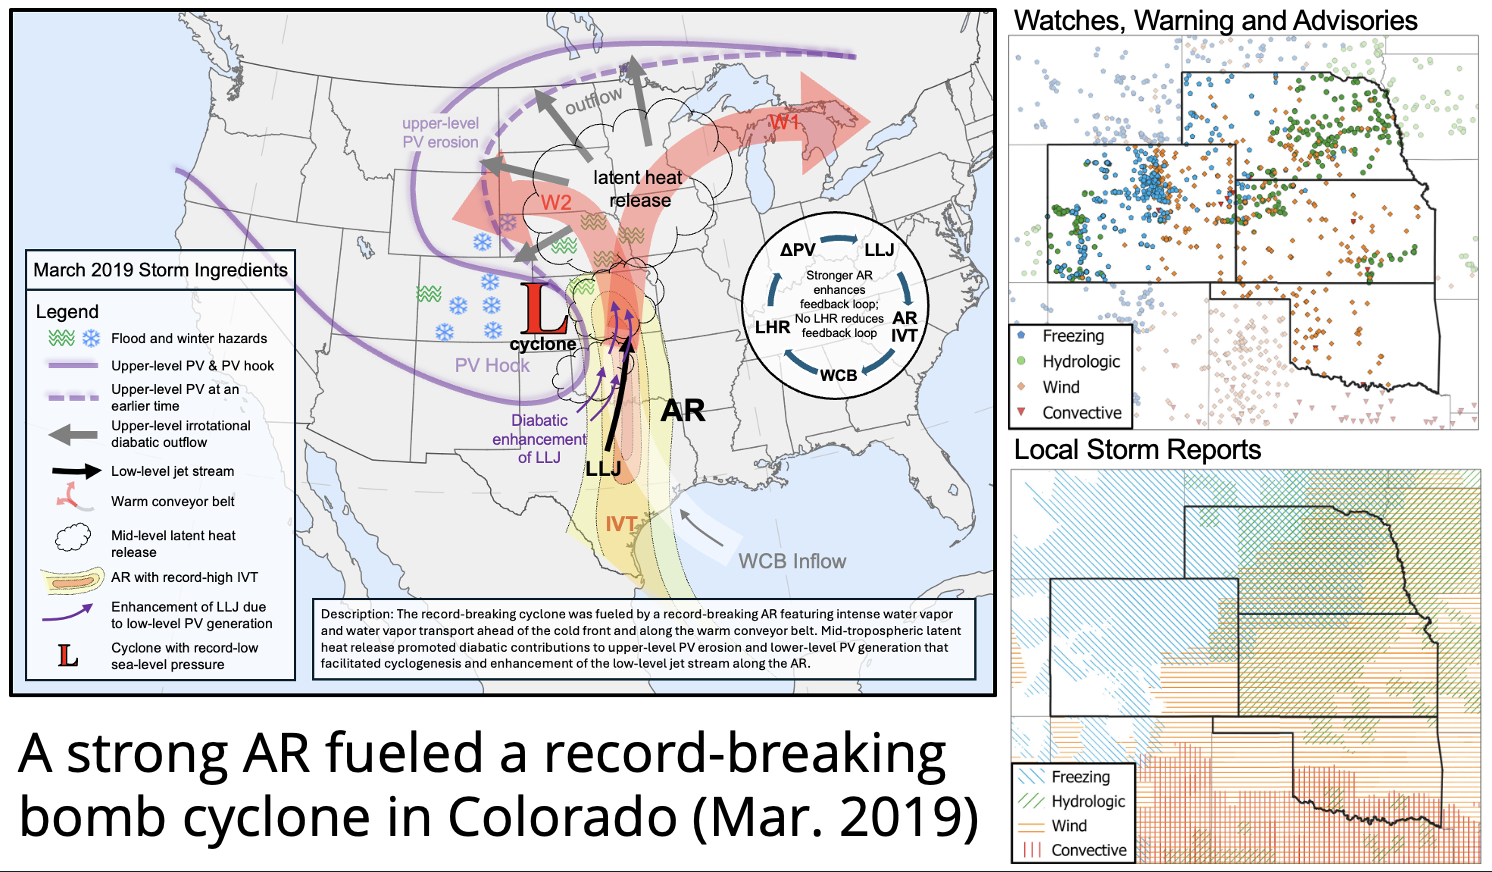 upper-level
PV erosion
outflow
W1
latent heat
release
W2
ΔPV
LLJ
Stronger AR
enhances
feedback loop;
No LHR reduces
feedback loop
LHR
AR
IVT
WCB
L
cyclone
PV Hook
AR
Diabatic
enhancement
of LLJ
LLJ
IVT
WCB Inflow
March 2019 Storm Ingredients
Legend
Flood and winter hazards
Upper-level PV & PV hook
Upper-level PV at an
earlier time
Upper-level irrotational
diabatic outflow
Low-level jet stream
Warm conveyor belt
Mid-level latent heat
release
AR with record-high IVT
Enhancement of LLJ due
to low-level PV generation
L
Cyclone with record-low
sea-level pressure
Description: The record-breaking cyclone was fueled by a record-breaking AR featuring intense water vapor
and water vapor transport ahead of the cold front and along the warm conveyor belt. Mid-tropospheric latent
heat release promoted diabatic contributions to upper-level PV erosion and lower-level PV generation that
facilitated cyclogenesis and enhancement of the low-level jet stream along the AR.
A strong AR fueled a record-breaking
bomb cyclone in Colorado (Mar. 2019)
Watches, Warning and Advisories
Freezing
Hydrologic
Wind
Convective
Local Storm Reports
Freezing
Hydrologic
Wind
Convective